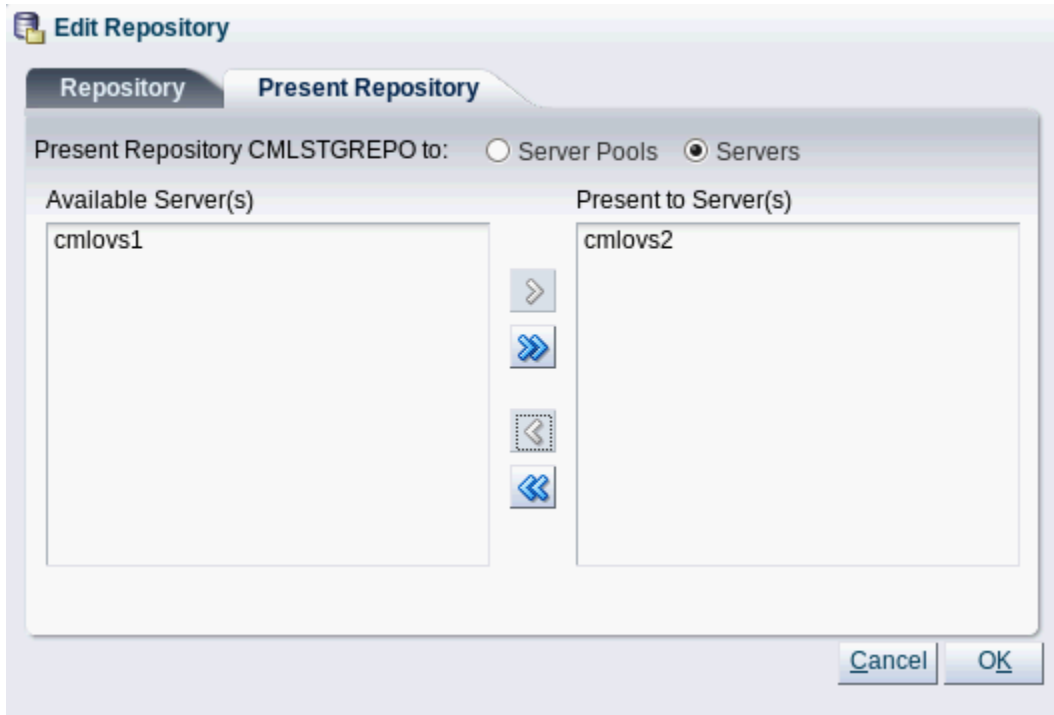 Edit Repository
Repository Present Repository
Present Repository CMLSTGREPO to: Server Pools Servers
Available Server(s) Present to Server(s)
cmlovs1 cmlovs2
Cancel OK